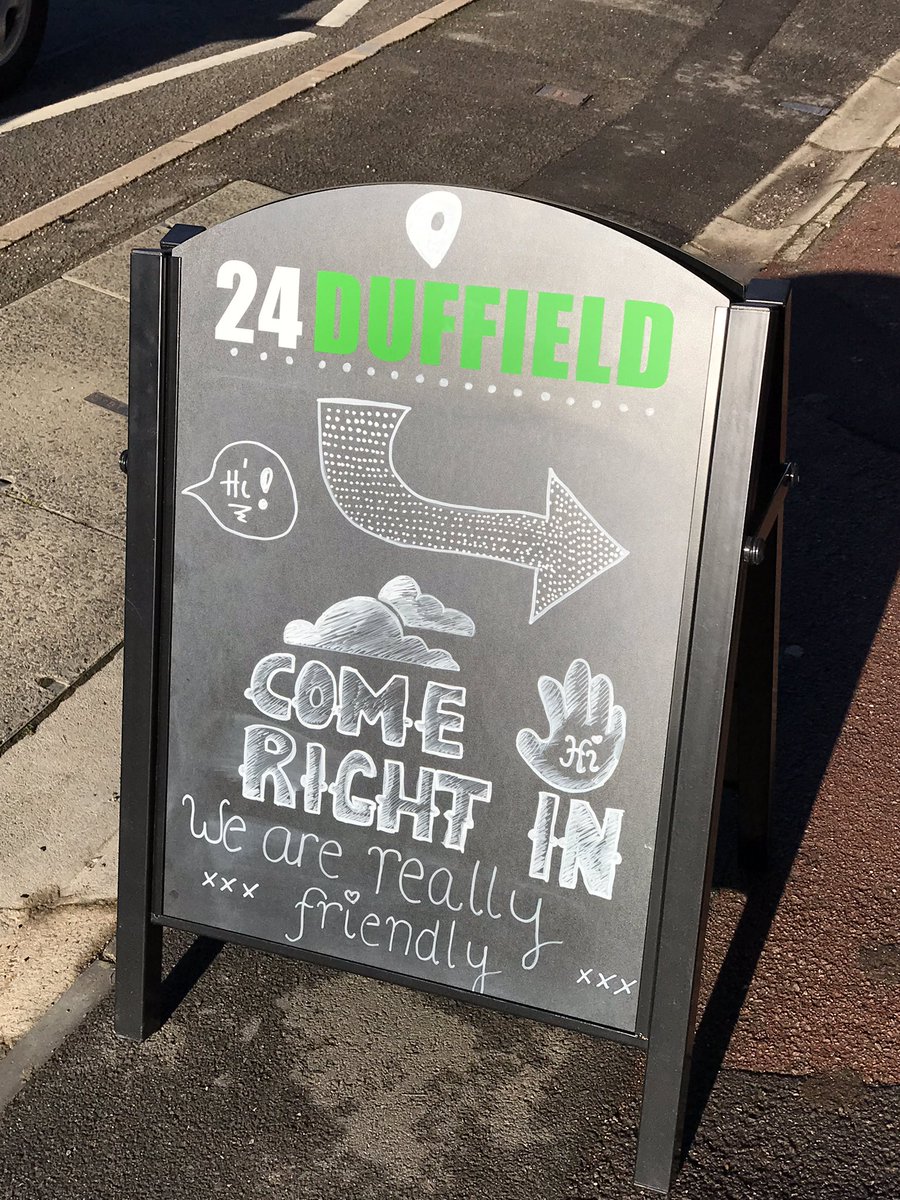 24 DUFFIELD
Hi!
COME
RIGHT IN
Hi
We are really
friendly
xxx
xxx